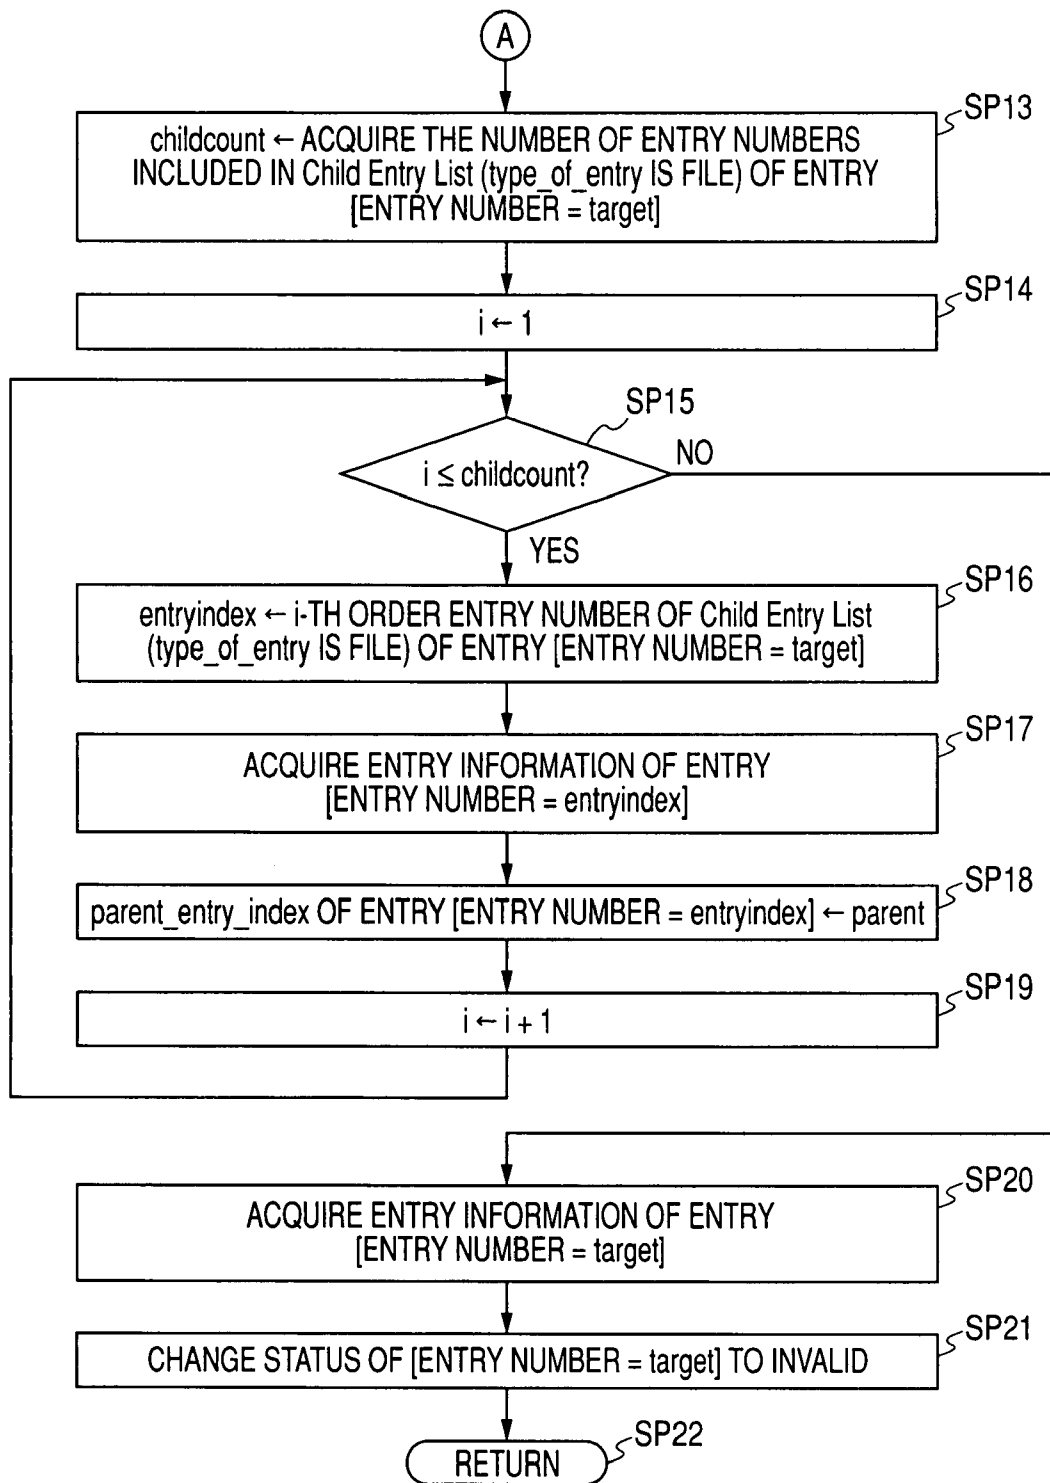 A
SP13
childcount ← ACQUIRE THE NUMBER OF ENTRY NUMBERS
INCLUDED IN Child Entry List (type_of_entry IS FILE) OF ENTRY
[ENTRY NUMBER = target]
SP14
i ← 1
SP15
i ≤ childcount?
NO
YES
SP16
entryindex ← i-TH ORDER ENTRY NUMBER OF Child Entry List
(type_of_entry IS FILE) OF ENTRY [ENTRY NUMBER = target]
SP17
ACQUIRE ENTRY INFORMATION OF ENTRY
[ENTRY NUMBER = entryindex]
SP18
parent_entry_index OF ENTRY [ENTRY NUMBER = entryindex] ← parent
SP19
i ← i + 1
SP20
ACQUIRE ENTRY INFORMATION OF ENTRY
[ENTRY NUMBER = target]
SP21
CHANGE STATUS OF [ENTRY NUMBER = target] TO INVALID
SP22
RETURN